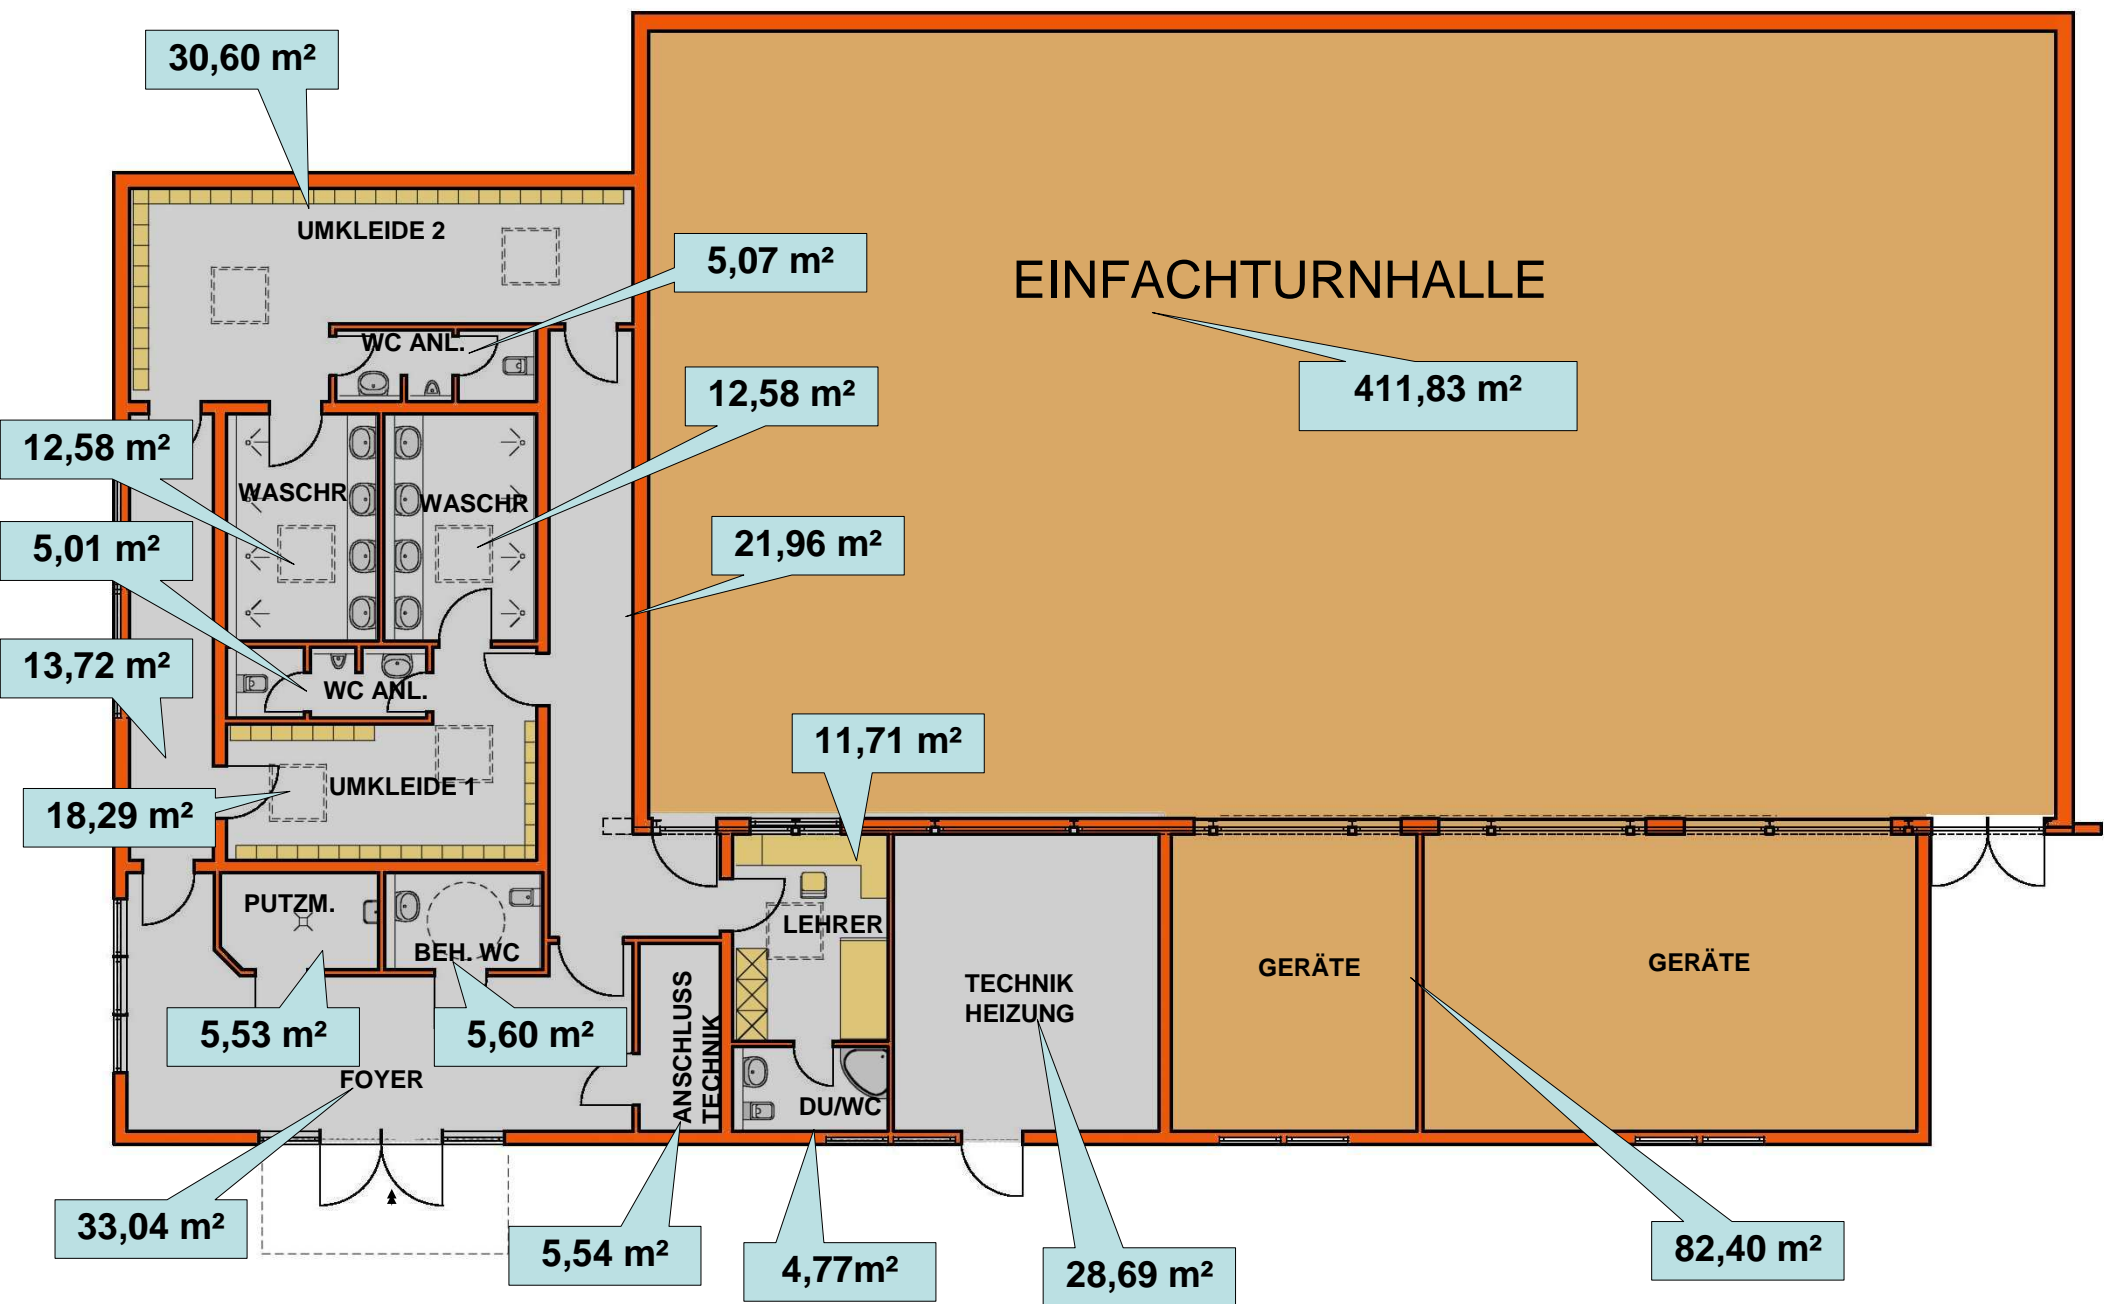 30,60 m²
UMKLEIDE 2
5,07 m²
EINFACHTURNHALLE
WC ANL.
411,83 m²
12,58 m²
12,58 m²
WASCHR
WASCHR
5,01 m²
21,96 m²
13,72 m²
WC ANL.
11,71 m²
UMKLEIDE 1
18,29 m²
PUTZM.
BEH. WC
LEHRER
GERÄTE
GERÄTE
TECHNIK
HEIZUNG
5,53 m²
5,60 m²
ANSCHLUSS
TECHNIK
FOYER
DU/WC
33,04 m²
5,54 m²
4,77m²
28,69 m²
82,40 m²